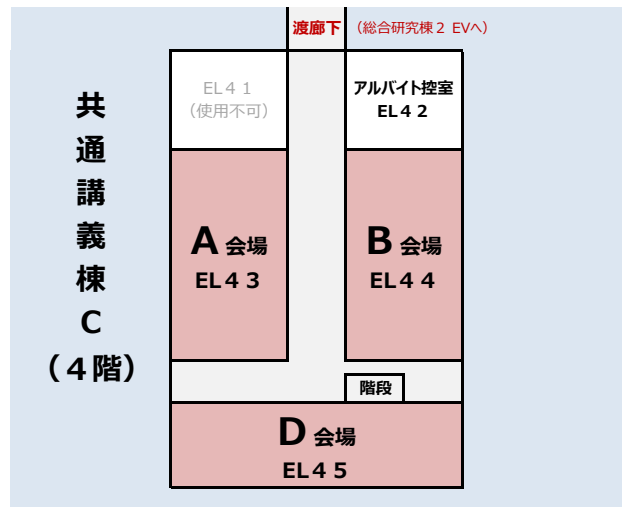 渡廊下 （総合研究棟２ EVへ）
共
通
講
義
棟
C
（４階）
EL４１
（使用不可）
アルバイト控室
EL４２
A 会場
EL４３
B 会場
EL４４
階段
D 会場
EL４５